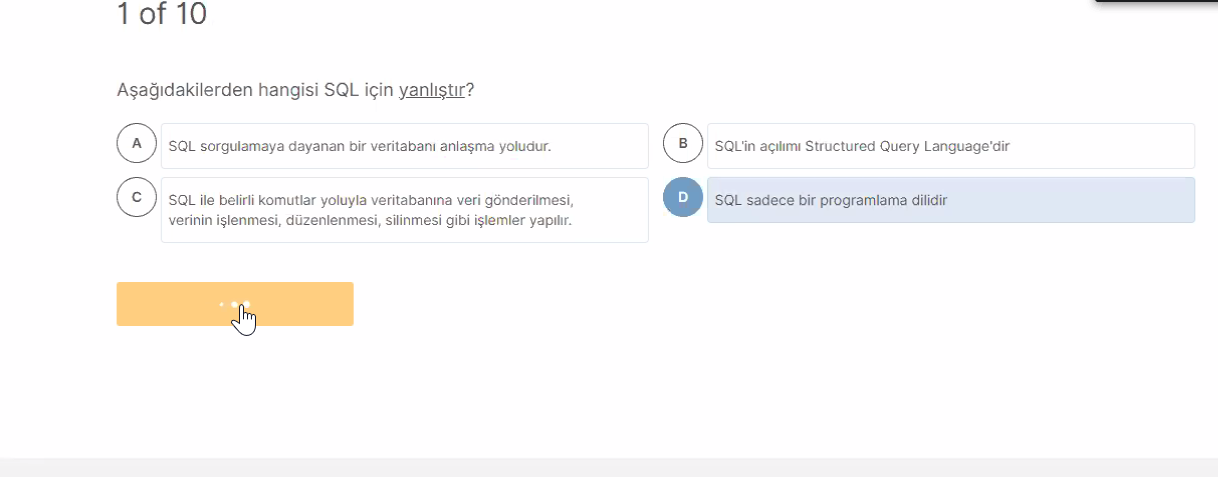 1 of 10
Aşağıdakilerden hangisi SQL için yanlıştır?
A
SQL sorgulamaya dayanan bir veritabanı anlaşma yoludur.
B
SQL'in açılımı Structured Query Language'dir
C
SQL ile belirli komutlar yoluyla veritabanına veri gönderilmesi,
verinin işlenmesi, düzenlenmesi, silinmesi gibi işlemler yapılır.
D
SQL sadece bir programlama dilidir